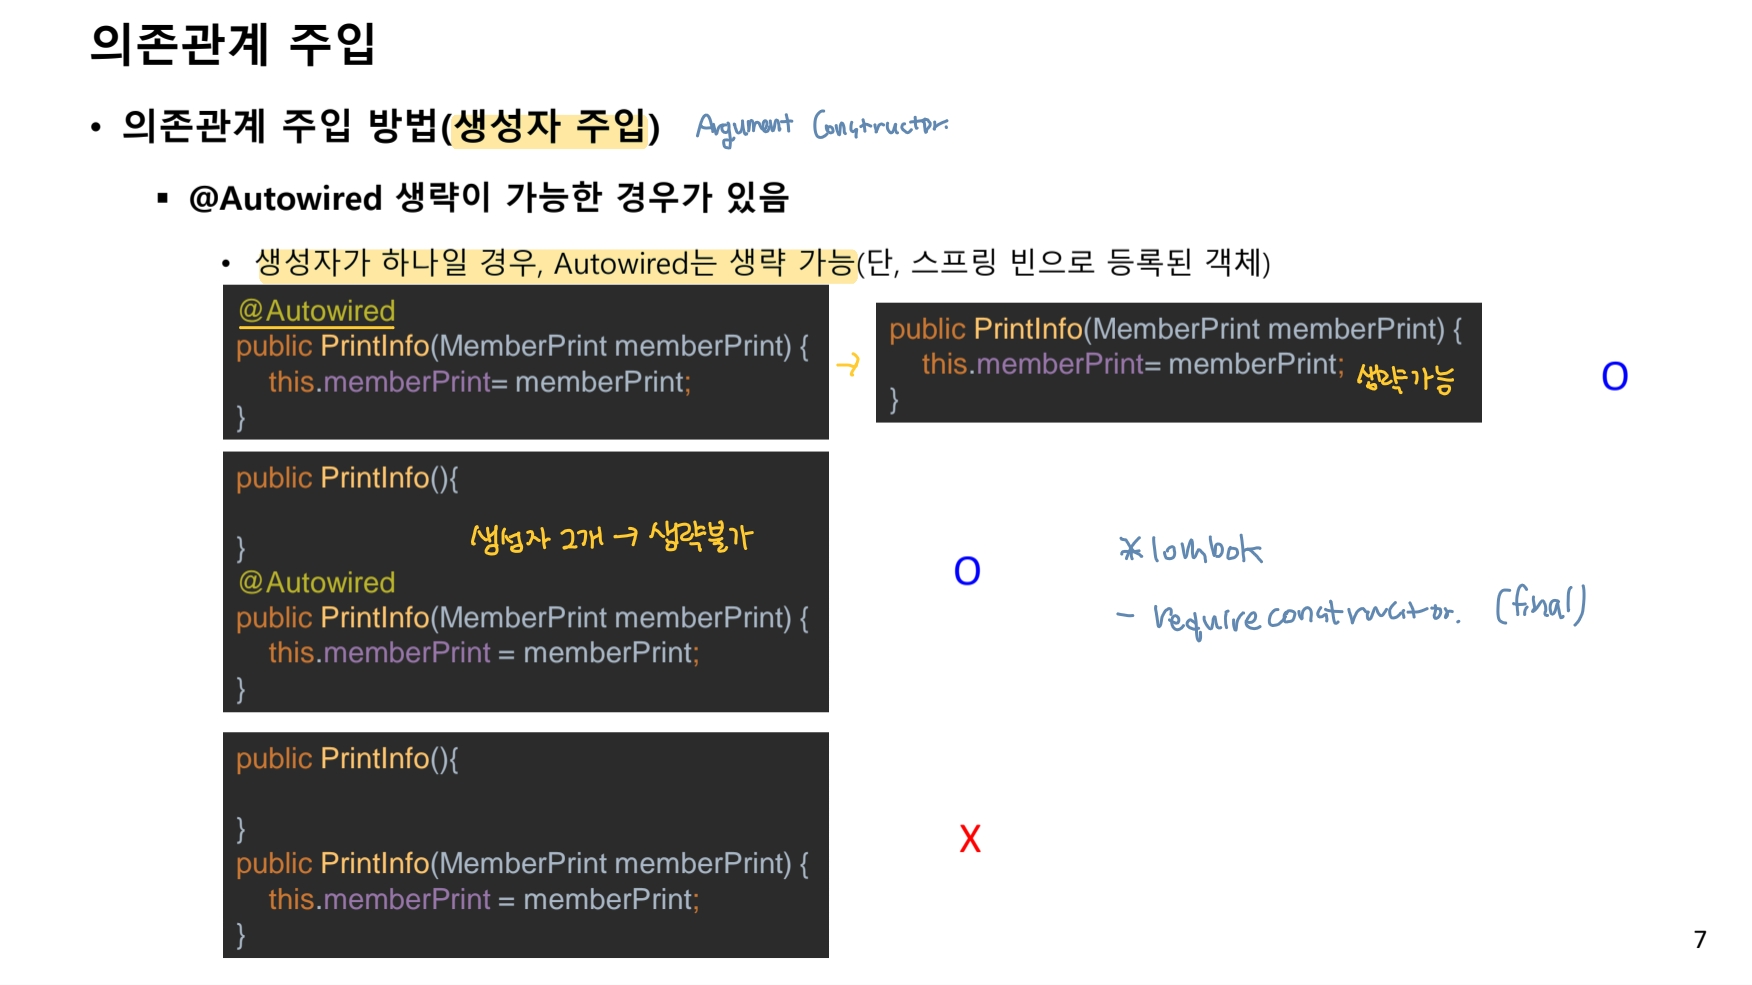 의존관계 주입
• 의존관계 주입 방법(생성자 주입) Argument Constructor.
▪ @Autowired 생략이 가능한 경우가 있음
• 생성자가 하나일 경우, Autowired는 생략 가능(단, 스프링 빈으로 등록된 객체)
@Autowired
public PrintInfo(MemberPrint memberPrint) {
this.memberPrint= memberPrint;
}
→
public PrintInfo(MemberPrint memberPrint) {
this.memberPrint= memberPrint; 생략가능
}
O
public PrintInfo(){
생성자 2개 → 생략불가
}
@Autowired
public PrintInfo(MemberPrint memberPrint) {
this.memberPrint = memberPrint;
}
O
* lombok
- require constructor. (final)
public PrintInfo(){
}
public PrintInfo(MemberPrint memberPrint) {
this.memberPrint = memberPrint;
}
X
7